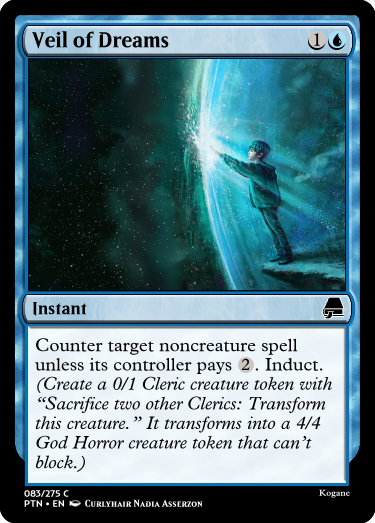 Veil of Dreams 1
Instant
Counter target noncreature spell
unless its controller pays 2. Induct.
(Create a 0/1 Cleric creature token with
“Sacrifice two other Clerics: Transform
this creature.” It transforms into a 4/4
God Horror creature token that can’t
block.)
083/275 C Kogane
PTN • EN Curlyhair Nadia Asserzon